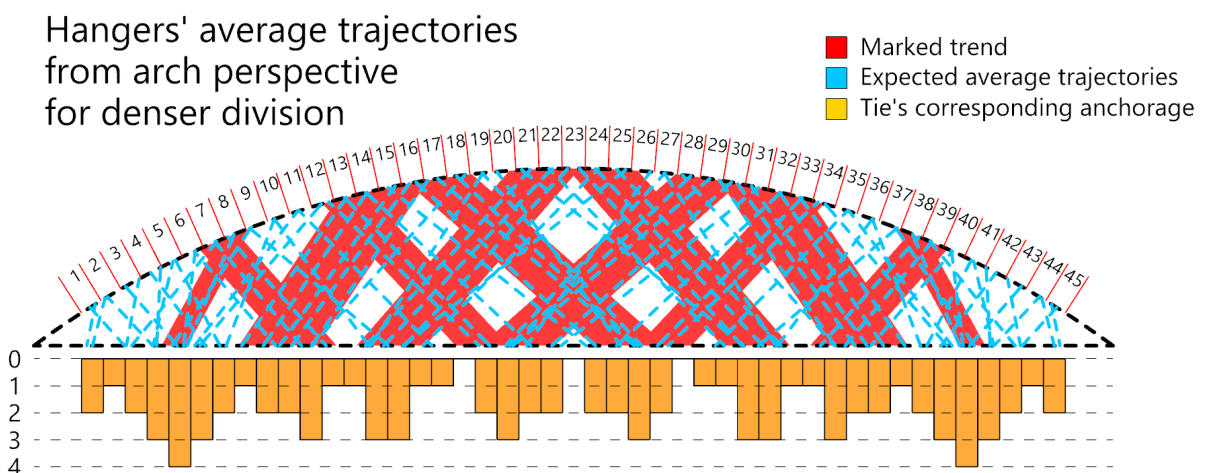 Hangers' average trajectories
from arch perspective
for denser division
Marked trend
Expected average trajectories
Tie's corresponding anchorage
1 2 3 4 5 6 7 8 9 10 11 12 13 14 15 16 17 18 19 20 21 22 23 24 25 26 27 28 29 30 31 32 33 34 35 36 37 38 39 40 41 42 43 44 45
0
1
2
3
4